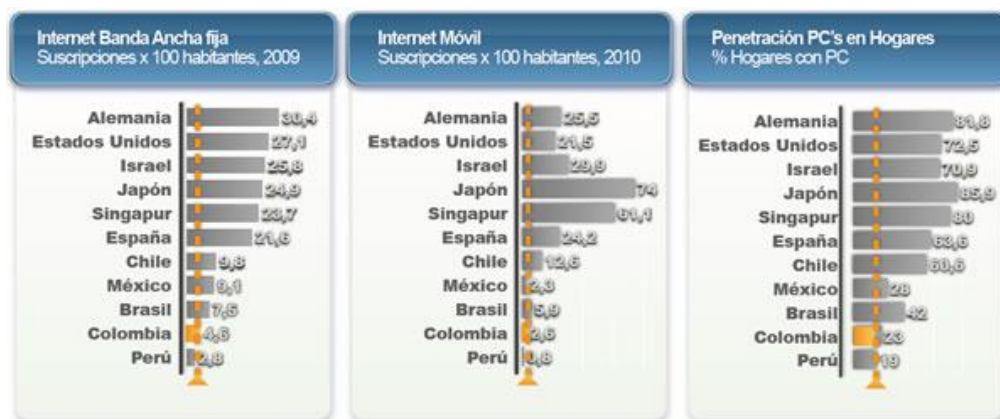 Internet Banda Ancha fija
Suscripciones x 100 habitantes, 2009
Alemania 30,4
Estados Unidos 27,1
Israel 25,8
Japón 24,9
Singapur 23,7
España 21,6
Chile 9,8
México 9,1
Brasil 7,5
Colombia 4,6
Perú 2,8
Internet Móvil
Suscripciones x 100 habitantes, 2010
Alemania 25,5
Estados Unidos 21,5
Israel 29,9
Japón 74
Singapur 61,1
España 24,2
Chile 12,6
México 2,3
Brasil 5,9
Colombia 2,6
Perú 0,8
Penetración PC's en Hogares
% Hogares con PC
Alemania 81,8
Estados Unidos 72,5
Israel 70,9
Japón 85,9
Singapur 80
España 63,6
Chile 60,6
México 28
Brasil 42
Colombia 23
Perú 19